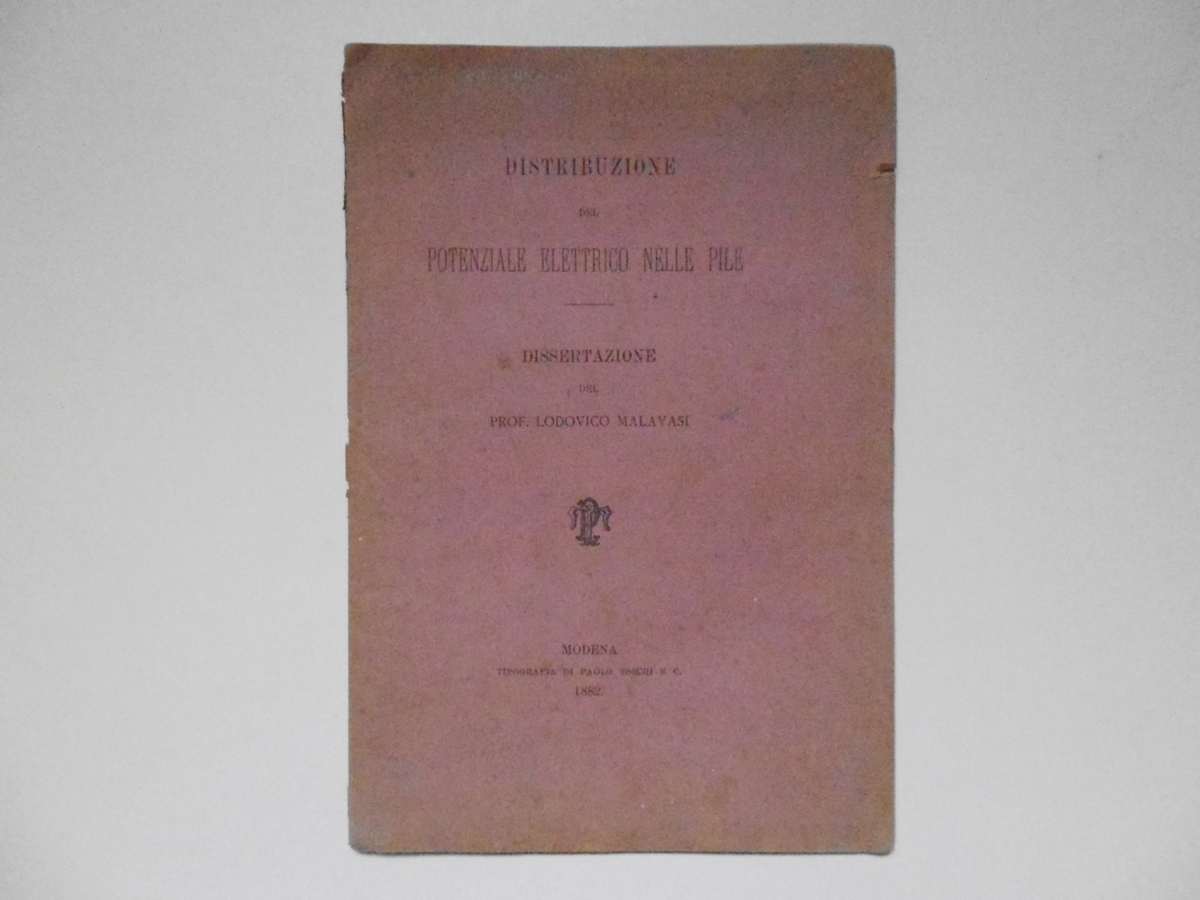 DISTRIBUZIONE
DEL
POTENZIALE ELETTRICO NELLE PILE
DISSERTAZIONE
DEL
PROF. LODOVICO MALAVASI
MODENA
TIPOGRAFIA DI PAOLO TOSCHI E C.
1882.